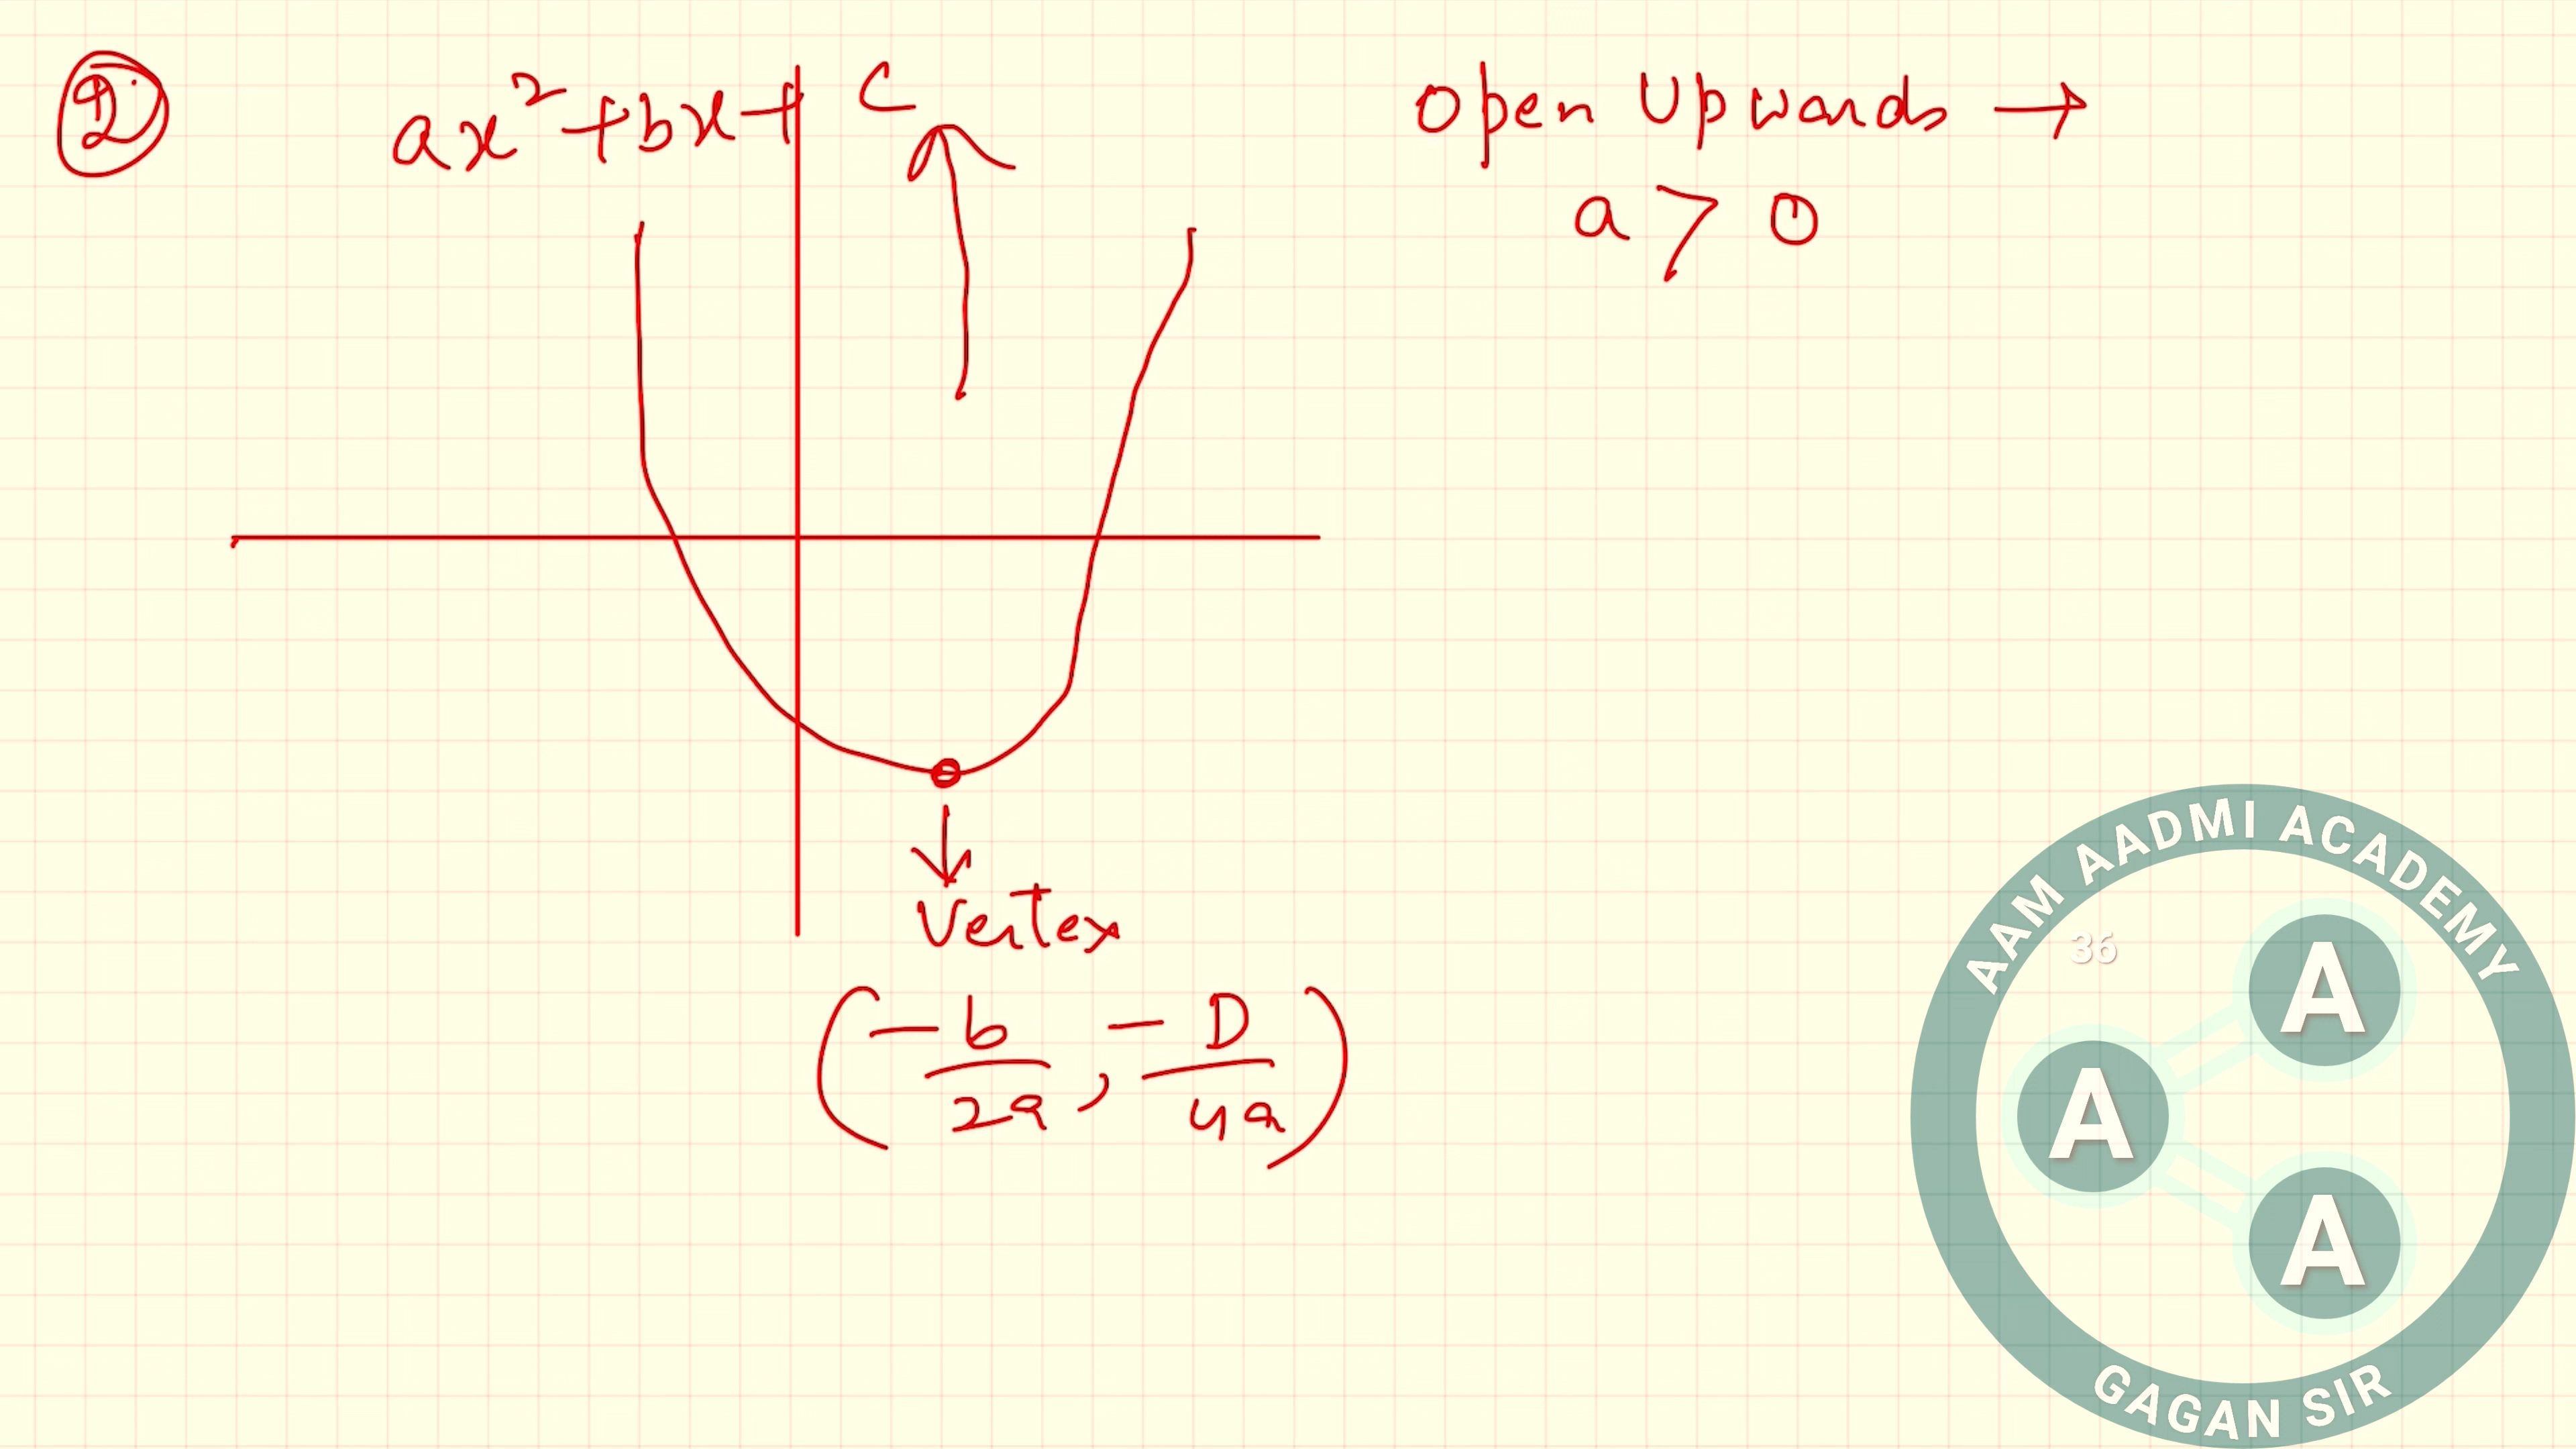 ②
ax² + bx + c
Open Upwards →
a > 0
Vertex
(-b/2a, -D/4a)
AAM AADMI ACADEMY
36
A
A
A
GAGAN SIR